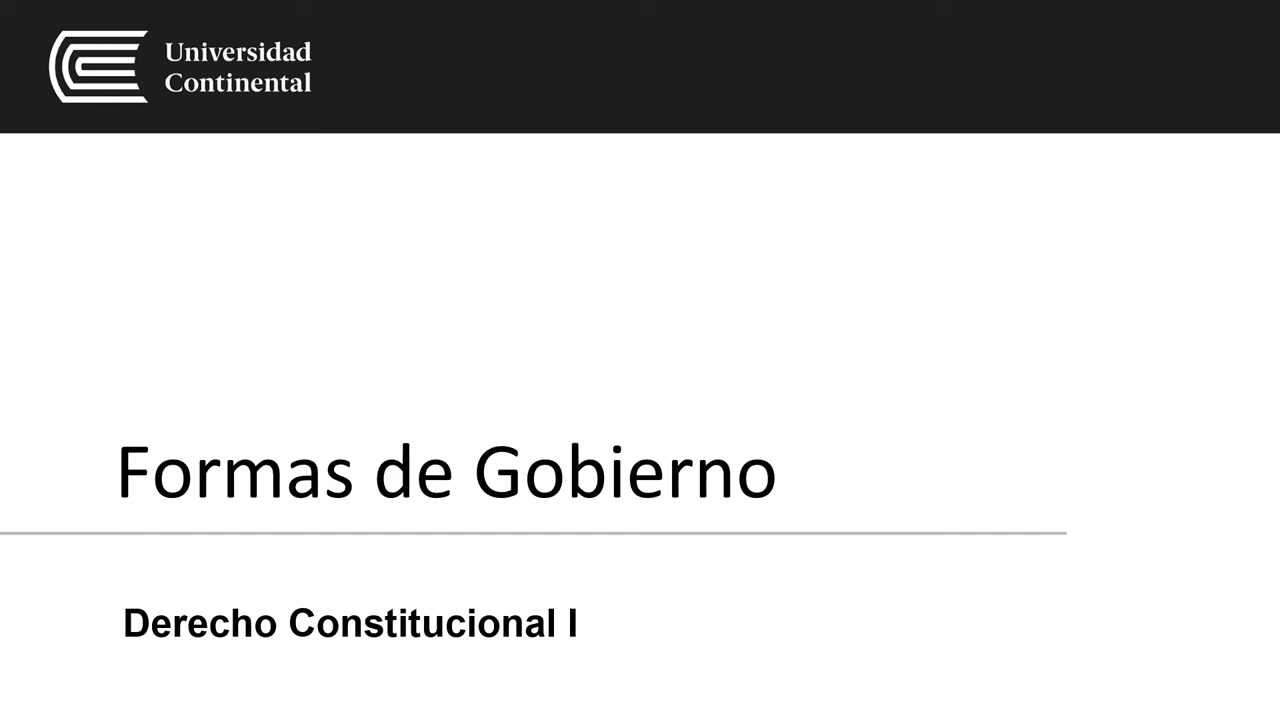 Universidad
Continental
Formas de Gobierno
Derecho Constitucional I